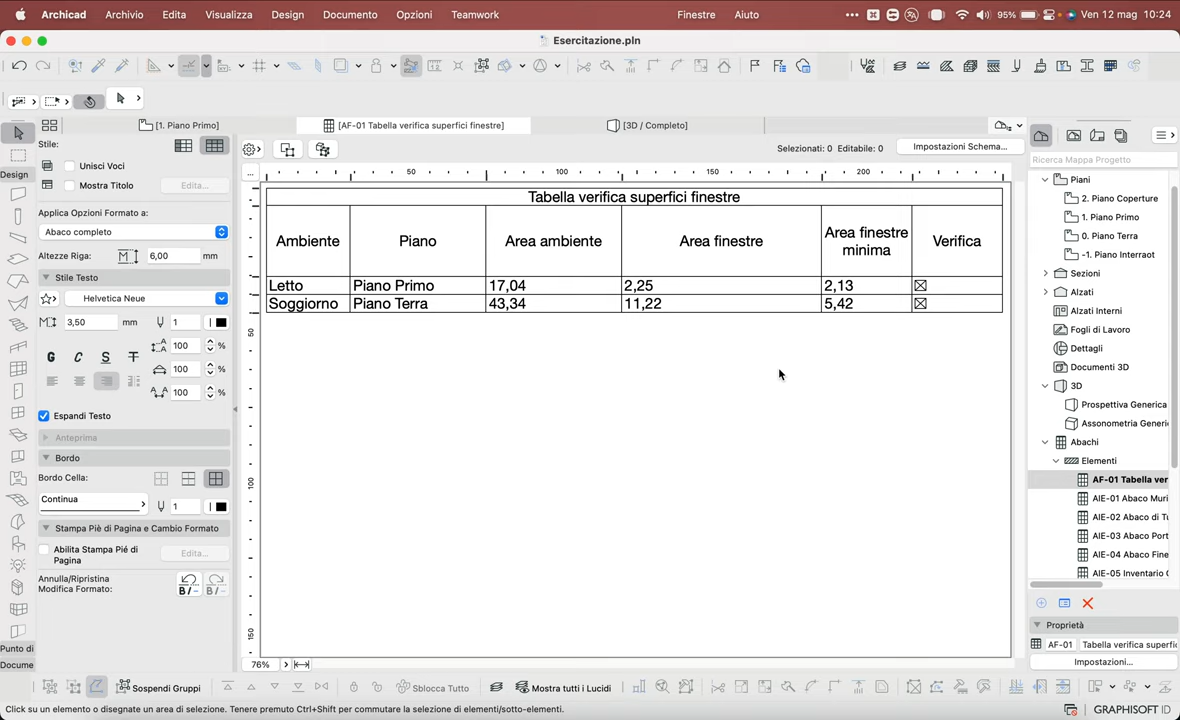 Archicad Archivio Edita Visualizza Design Documento Opzioni Teamwork Finestre Aiuto 95% Ven 12 mag 10:24
Esercitazione.pln
[1. Piano Primo] [AF-01 Tabella verifica superfici finestre] [3D / Completo]
Stile:
Selezionati: 0 Editabile: 0 Impostazioni Schema...
Ricerca Mappa Progetto
Unisci Voci
Mostra Titolo Edita...
Design
Applica Opzioni Formato a:
Abaco completo
Altezze Riga: 6,00 mm
Stile Testo
Helvetica Neue
3,50 mm 1
100 %
G C S T
100 %
100 %
Espandi Testo
Anteprima
Bordo
Bordo Cella:
Continua
1
Stampa Piè di Pagina e Cambio Formato
Abilita Stampa Pié di Pagina Edita...
Annulla/Ripristina
Modifica Formato: B/– B/–
Punto di
Docume
... 50 100 150 200
50
100
150
Tabella verifica superfici finestre
Ambiente Piano Area ambiente Area finestre Area finestre minima Verifica
Letto Piano Primo 17,04 2,25 2,13
Soggiorno Piano Terra 43,34 11,22 5,42
76%
Piani
2. Piano Coperture
1. Piano Primo
0. Piano Terra
-1. Piano Interraot
Sezioni
Alzati
Alzati Interni
Fogli di Lavoro
Dettagli
Documenti 3D
3D
Prospettiva Generica
Assonometria Generi
Abachi
Elementi
AF-01 Tabella ver
AIE-01 Abaco Muri
AIE-02 Abaco di Tu
AIE-03 Abaco Port
AIE-04 Abaco Fine
AIE-05 Inventario
Proprietà
AF-01 Tabella verifica superfic
Impostazioni...
Sospendi Gruppi Sblocca Tutto Mostra tutti i Lucidi
Click su un elemento o disegnate un area di selezione. Tenere premuto Ctrl+Shift per commutare la selezione di elementi/sotto-elementi.
GRAPHISOFT ID